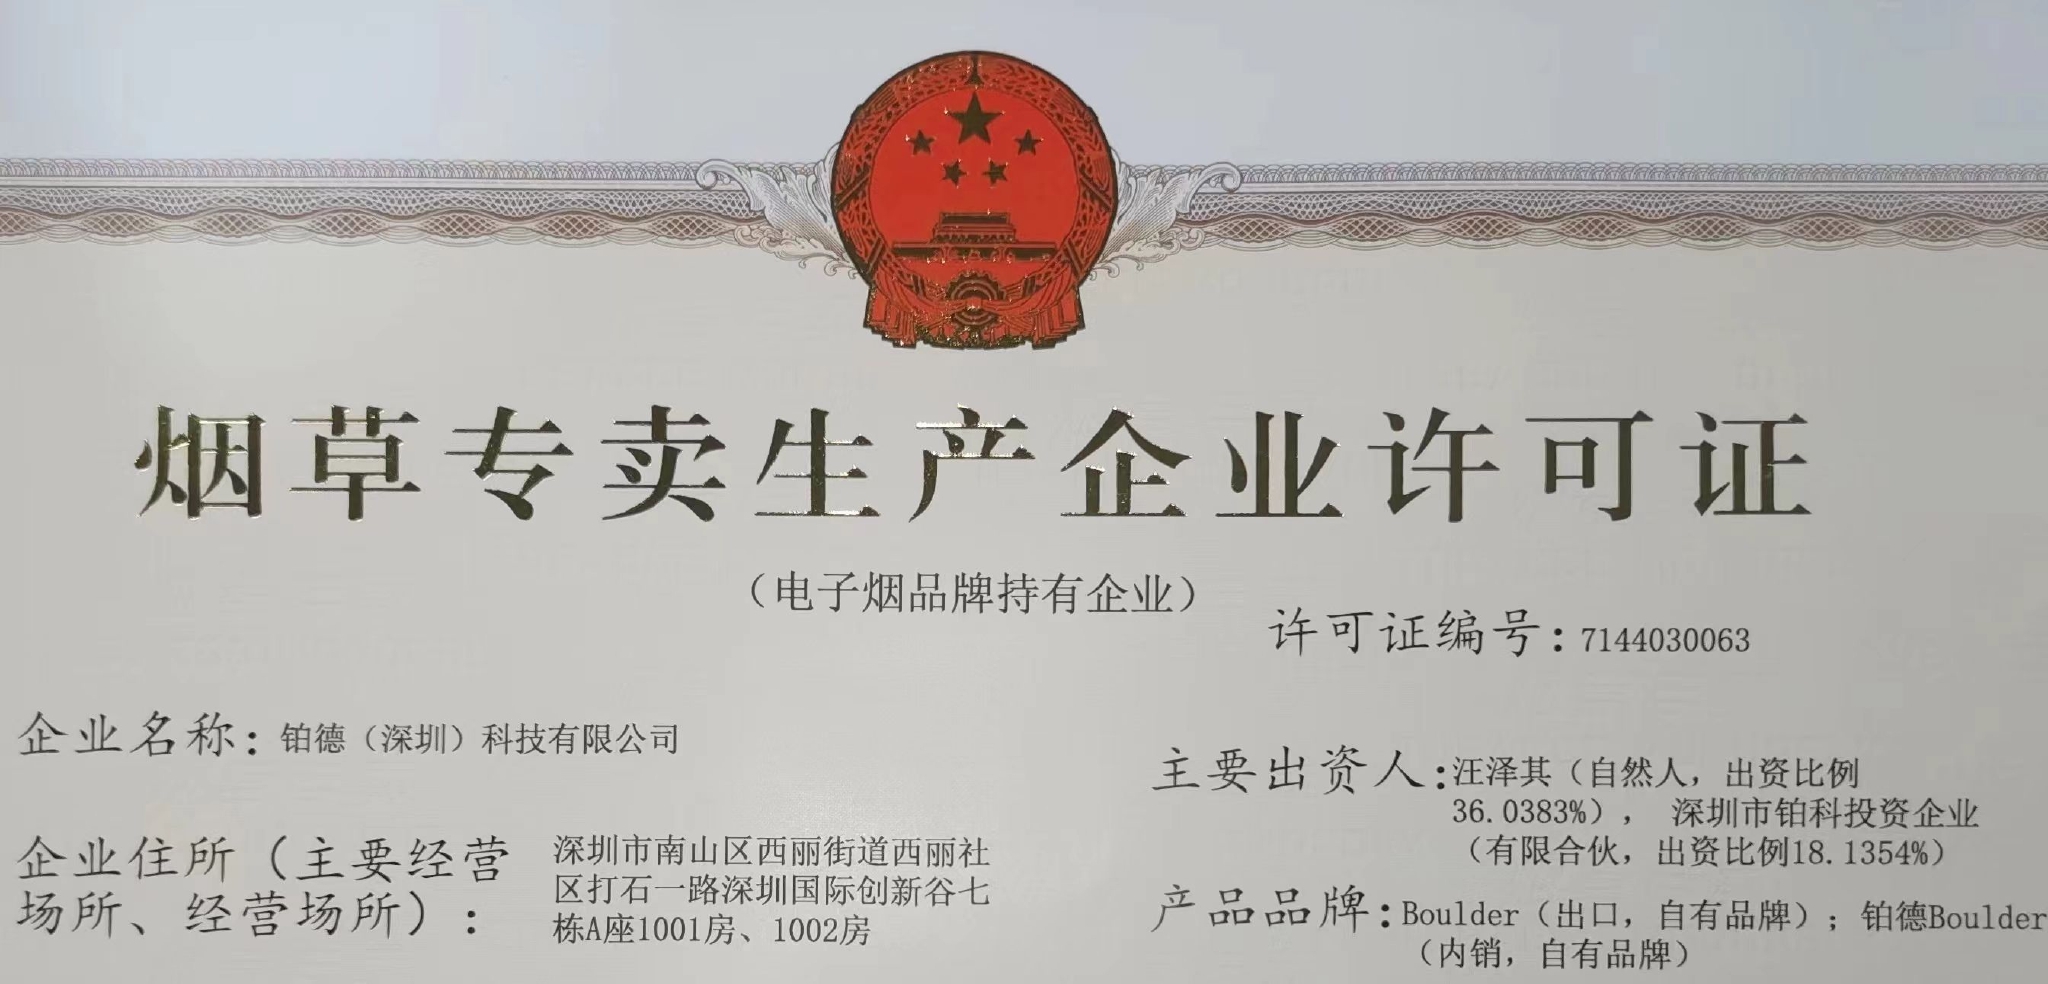 烟草专卖生产企业许可证
（电子烟品牌持有企业）
许可证编号：7144030063
企业名称：铂德（深圳）科技有限公司
企业住所（主要经营
场所、经营场所）：
深圳市南山区西丽街道西丽社
区打石一路深圳国际创新谷七
栋A座1001房、1002房
主要出资人：汪泽其（自然人，出资比例
36.0383%）， 深圳市铂科投资企业
（有限合伙，出资比例18.1354%）
产品品牌：Boulder（出口，自有品牌）；铂德Boulder
（内销，自有品牌）